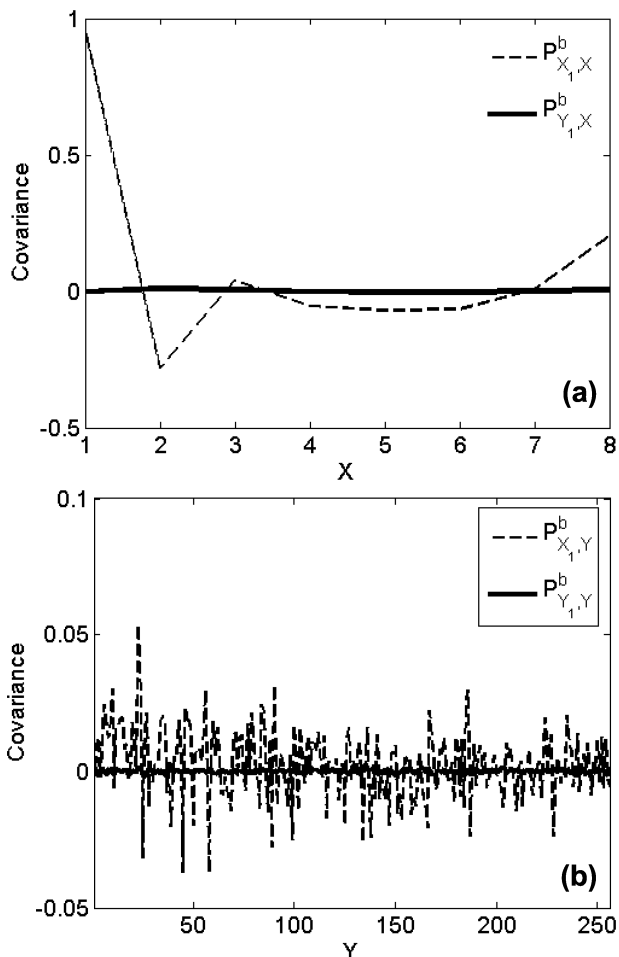 1
P^b_{X_1,X}
P^b_{Y_1,X}
0.5
Covariance
0
(a)
-0.5
1 2 3 4 5 6 7 8
X
0.1
P^b_{X_1,Y}
P^b_{Y_1,Y}
0.05
Covariance
0
(b)
-0.05
50 100 150 200 250
Y